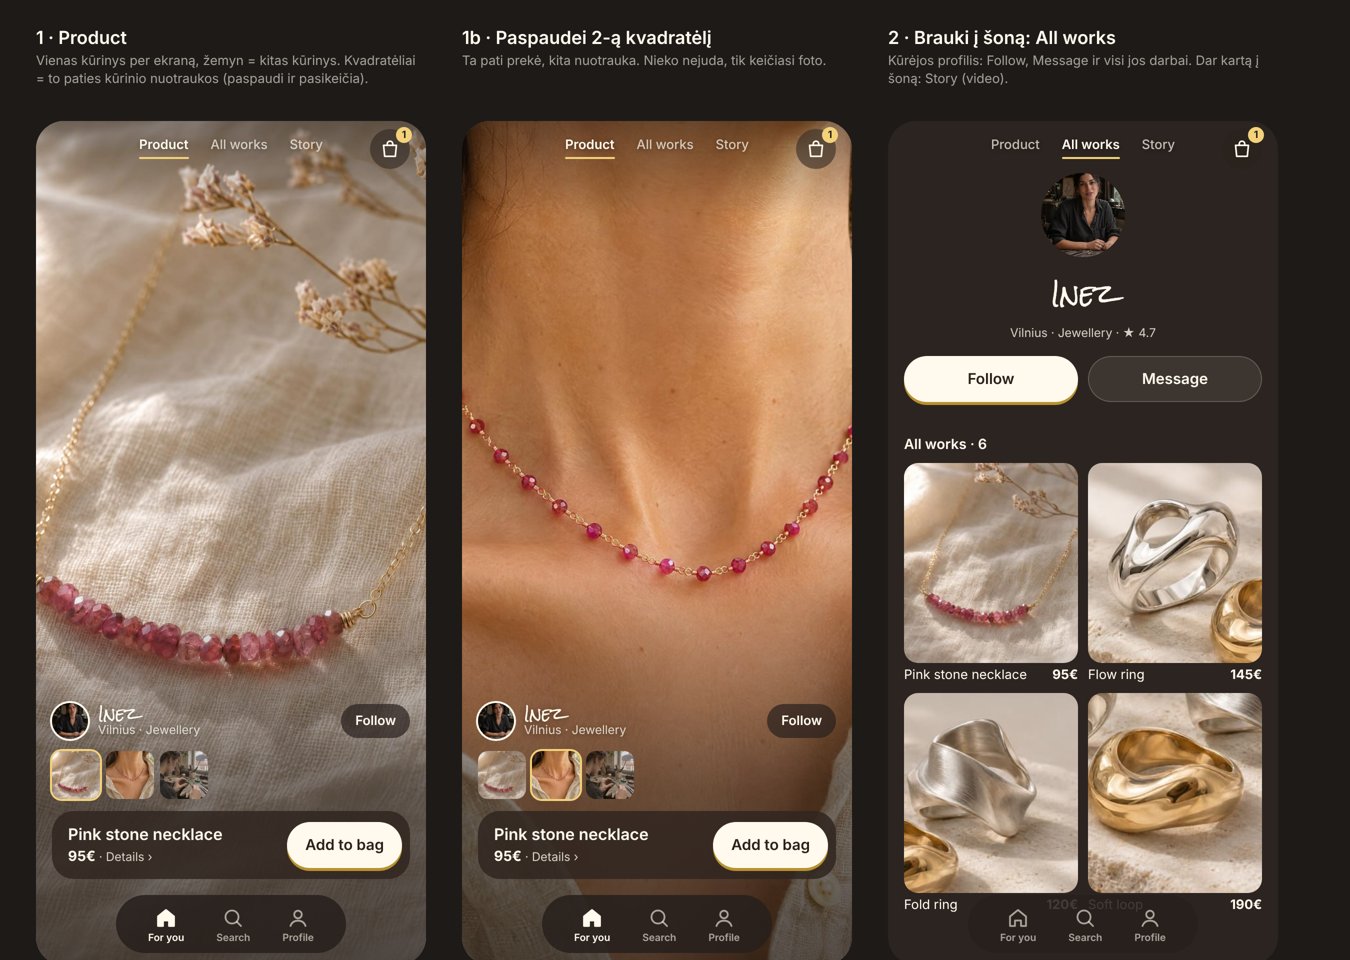 1 · Product
Vienas kūrinys per ekraną, žemyn = kitas kūrinys. Kvadratėliai
= to paties kūrinio nuotraukos (paspaudi ir pasikeičia).
Product
All works
Story
1
Inez
Vilnius · Jewellery
Follow
Pink stone necklace
95€ · Details ›
Add to bag
For you
Search
Profile
1b · Paspaudei 2-ą kvadratėlį
Ta pati prekė, kita nuotrauka. Nieko nejuda, tik keičiasi foto.
Product
All works
Story
1
Inez
Vilnius · Jewellery
Follow
Pink stone necklace
95€ · Details ›
Add to bag
For you
Search
Profile
2 · Brauki į šoną: All works
Kūrėjos profilis: Follow, Message ir visi jos darbai. Dar kartą į
šoną: Story (video).
Product
All works
Story
1
Inez
Vilnius · Jewellery · ★ 4.7
Follow
Message
All works · 6
Pink stone necklace 95€
Flow ring 145€
Fold ring 120€
Soft loop 190€
For you
Search
Profile